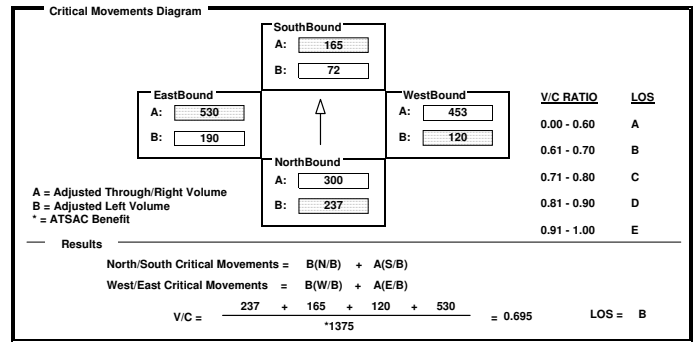 Critical Movements Diagram
SouthBound
A: 165
B: 72
EastBound
A: 530
B: 190
WestBound
A: 453
B: 120
NorthBound
A: 300
B: 237
V/C RATIO LOS
0.00 - 0.60 A
0.61 - 0.70 B
0.71 - 0.80 C
0.81 - 0.90 D
0.91 - 1.00 E
A = Adjusted Through/Right Volume
B = Adjusted Left Volume
* = ATSAC Benefit
Results
North/South Critical Movements = B(N/B) + A(S/B)
West/East Critical Movements = B(W/B) + A(E/B)
V/C = 237 + 165 + 120 + 530 = 0.695 LOS = B
*1375